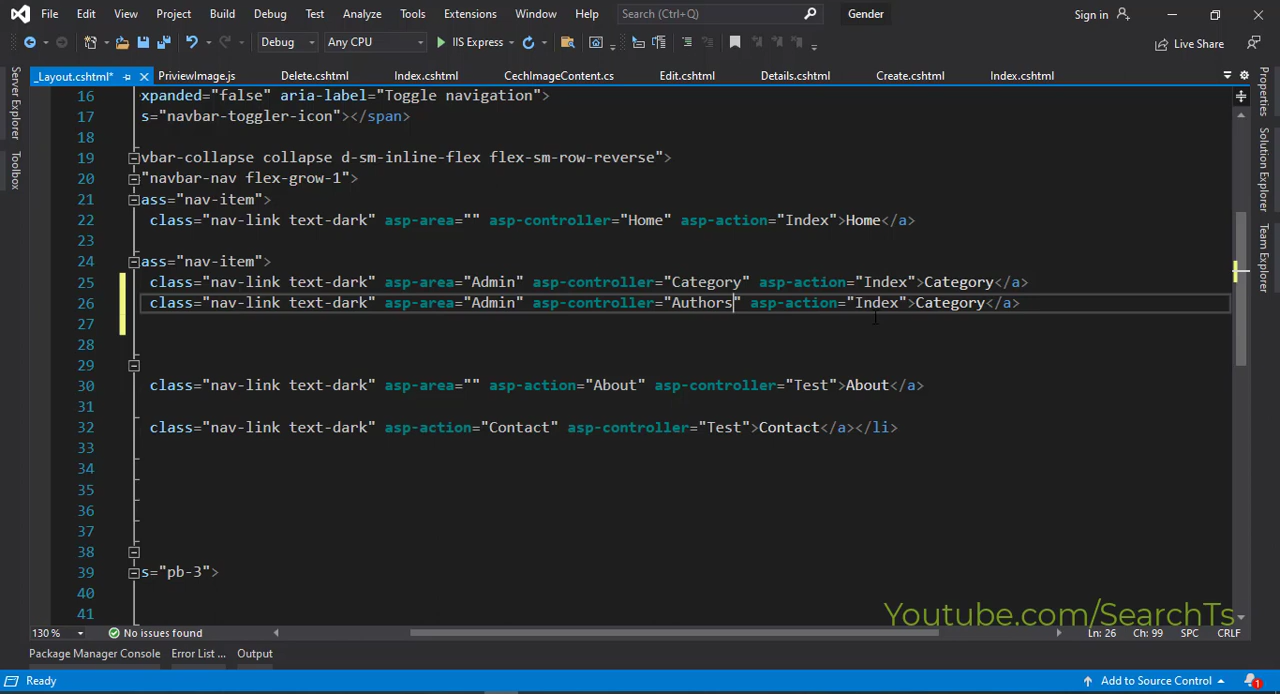 File Edit View Project Build Debug Test Analyze Tools Extensions Window Help Search (Ctrl+Q) Gender Sign in
Debug Any CPU IIS Express Live Share
_Layout.cshtml* PriviewImage.js Delete.cshtml Index.cshtml CechImageContent.cs Edit.cshtml Details.cshtml Create.cshtml Index.cshtml
Server Explorer
Toolbox
Properties
Solution Explorer
Team Explorer
16 xpanded="false" aria-label="Toggle navigation">
17 s="navbar-toggler-icon"></span>
18
19 vbar-collapse collapse d-sm-inline-flex flex-sm-row-reverse">
20 "navbar-nav flex-grow-1">
21 ass="nav-item">
22 class="nav-link text-dark" asp-area="" asp-controller="Home" asp-action="Index">Home</a>
23
24 ass="nav-item">
25 class="nav-link text-dark" asp-area="Admin" asp-controller="Category" asp-action="Index">Category</a>
26 class="nav-link text-dark" asp-area="Admin" asp-controller="Authors" asp-action="Index">Category</a>
27
28
29
30 class="nav-link text-dark" asp-area="" asp-action="About" asp-controller="Test">About</a>
31
32 class="nav-link text-dark" asp-action="Contact" asp-controller="Test">Contact</a></li>
33
34
35
36
37
38
39 s="pb-3">
40
41
Youtube.com/SearchTs
130 % No issues found Ln: 26 Ch: 99 SPC CRLF
Package Manager Console Error List ... Output
Ready Add to Source Control 1